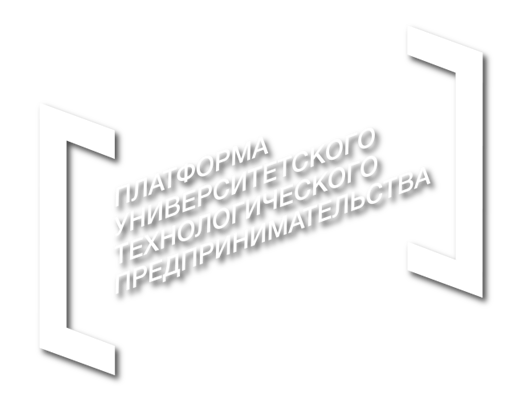 ПЛАТФОРМА
УНИВЕРСИТЕТСКОГО
ТЕХНОЛОГИЧЕСКОГО
ПРЕДПРИНИМАТЕЛЬСТВА